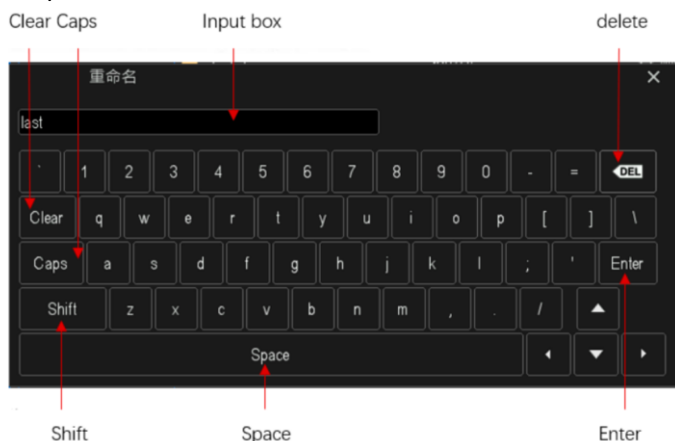 Clear Caps Input box delete
重命名 ×
last
` 1 2 3 4 5 6 7 8 9 0 - = DEL
Clear q w e r t y u i o p [ ] \
Caps a s d f g h j k l ; ' Enter
Shift z x c v b n m , . /
Space
Shift Space Enter